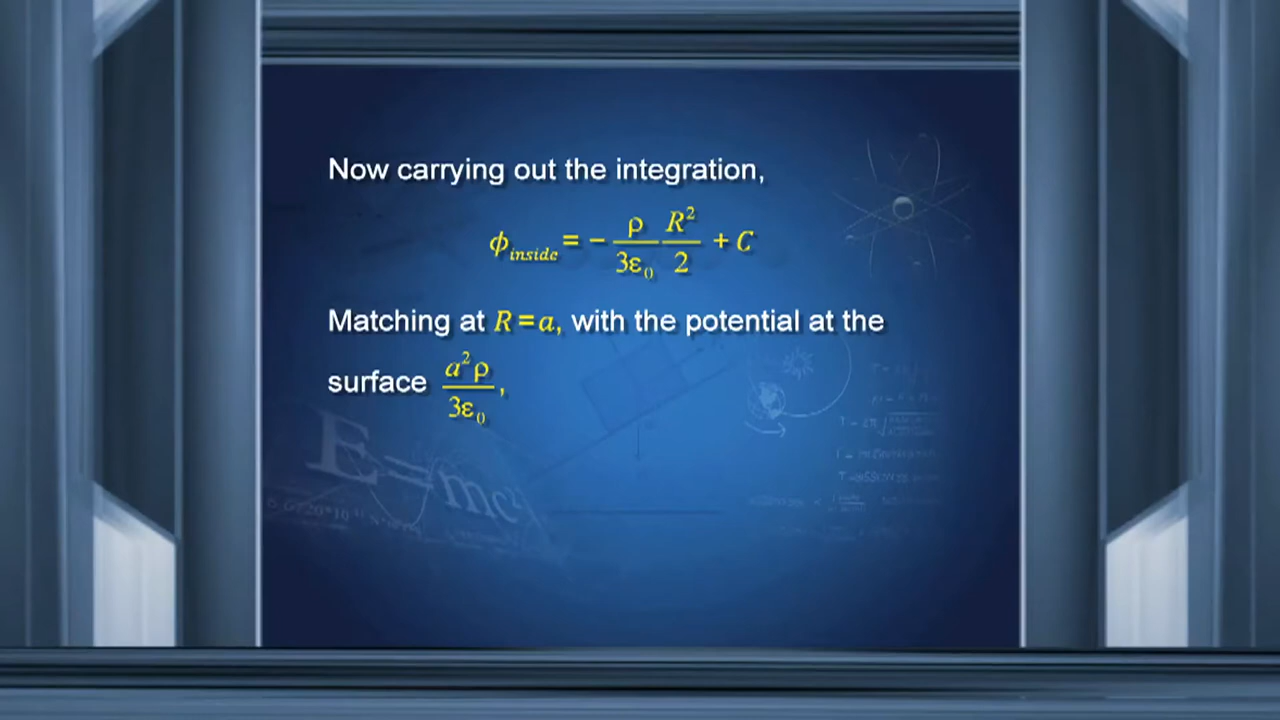 Now carrying out the integration,
ϕ_inside = − ρ/3ε₀ R²/2 + C
Matching at R = a, with the potential at the
surface a²ρ/3ε₀,
E=mc²